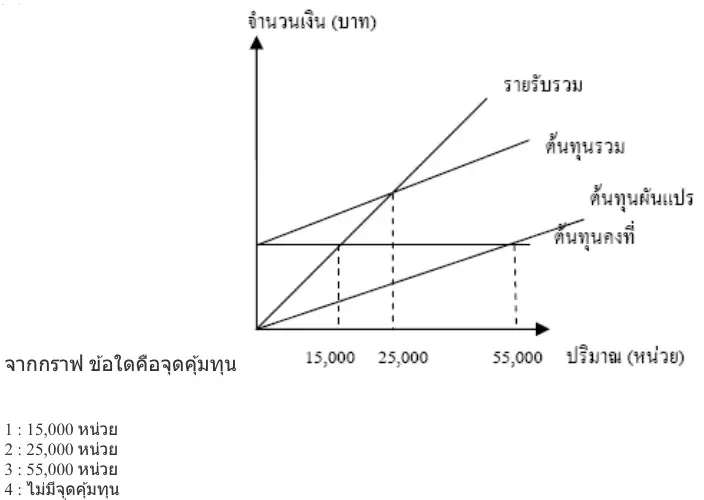 จำนวนเงิน (บาท)
รายรับรวม
ต้นทุนรวม
ต้นทุนผันแปร
ต้นทุนคงที่
15,000 25,000 55,000 ปริมาณ (หน่วย)
จากกราฟ ข้อใดคือจุดคุ้มทุน
1 : 15,000 หน่วย
2 : 25,000 หน่วย
3 : 55,000 หน่วย
4 : ไม่มีจุดคุ้มทุน